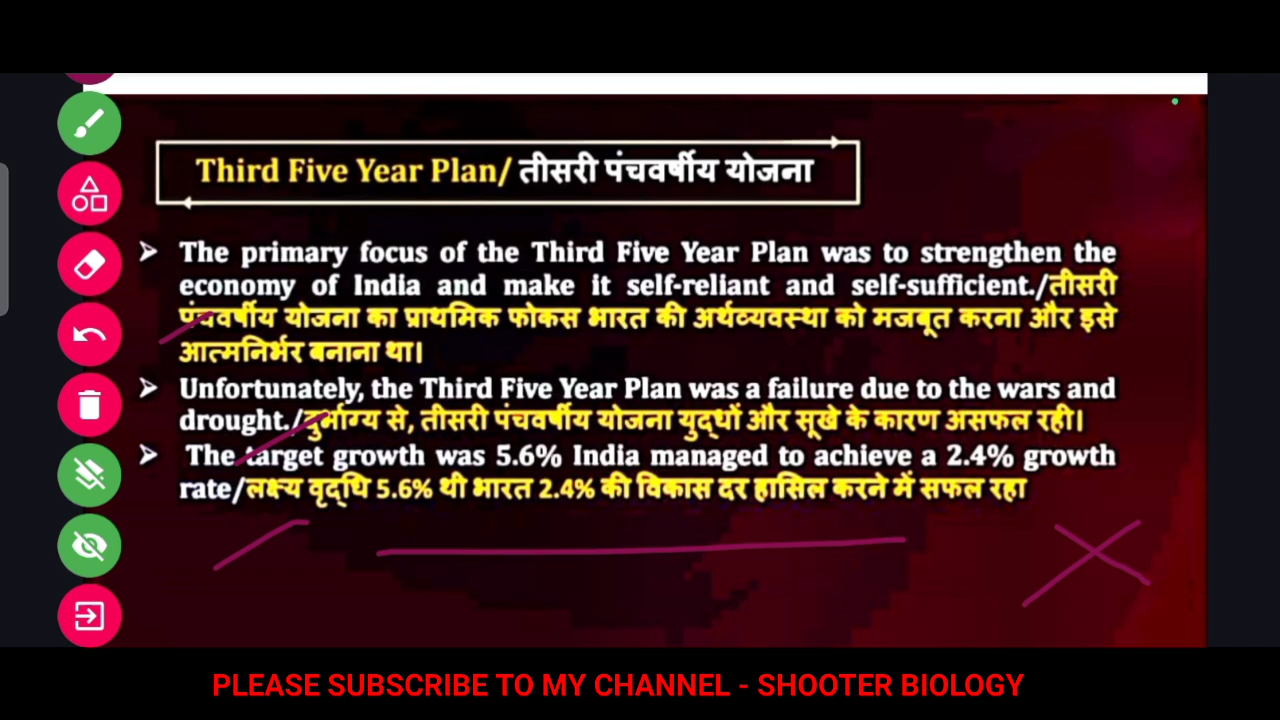 Third Five Year Plan/ तीसरी पंचवर्षीय योजना
➢ The primary focus of the Third Five Year Plan was to strengthen the
economy of India and make it self-reliant and self-sufficient./तीसरी
पंचवर्षीय योजना का प्राथमिक फोकस भारत की अर्थव्यवस्था को मजबूत करना और इसे
आत्मनिर्भर बनाना था।
➢ Unfortunately, the Third Five Year Plan was a failure due to the wars and
drought./दुर्भाग्य से, तीसरी पंचवर्षीय योजना युद्धों और सूखे के कारण असफल रही।
➢ The target growth was 5.6% India managed to achieve a 2.4% growth
rate/लक्ष्य वृद्धि 5.6% थी भारत 2.4% की विकास दर हासिल करने में सफल रहा
PLEASE SUBSCRIBE TO MY CHANNEL - SHOOTER BIOLOGY